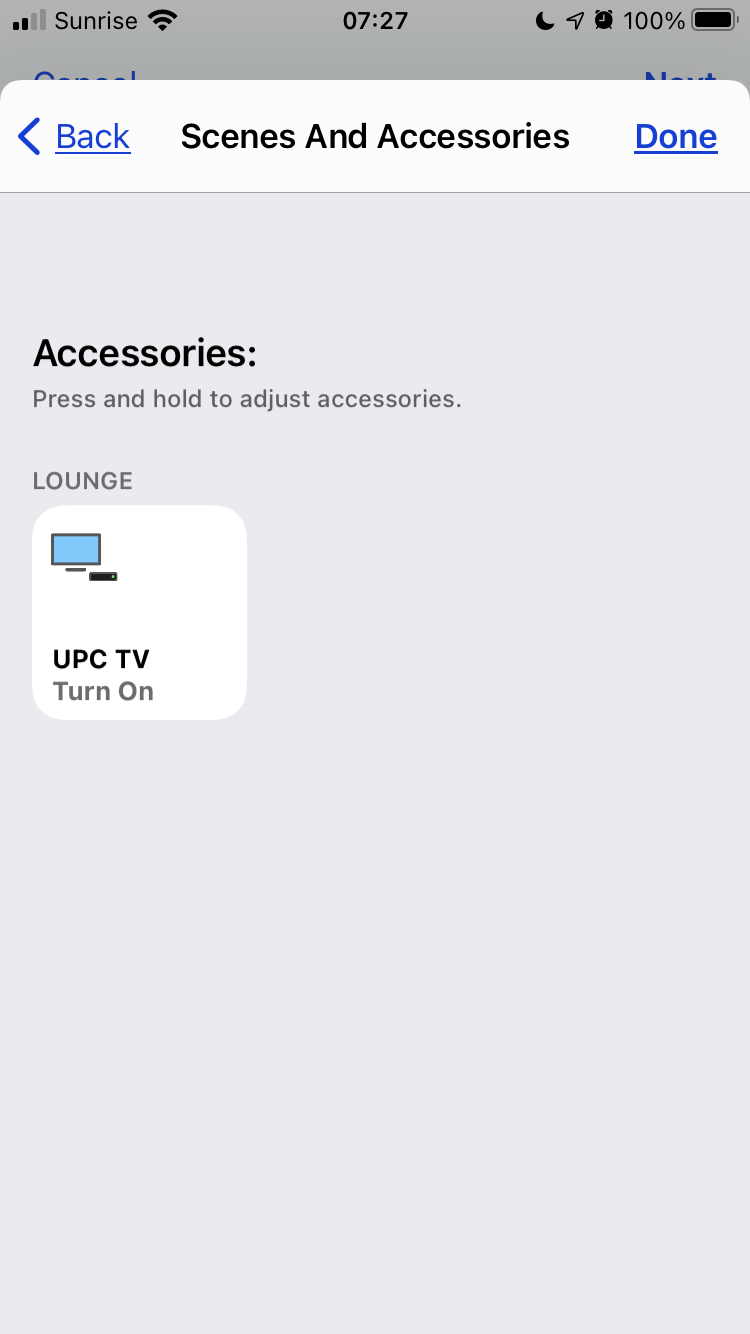 Sunrise 07:27 100%
Cancel Next
Back Scenes And Accessories Done
Accessories:
Press and hold to adjust accessories.
LOUNGE
UPC TV
Turn On